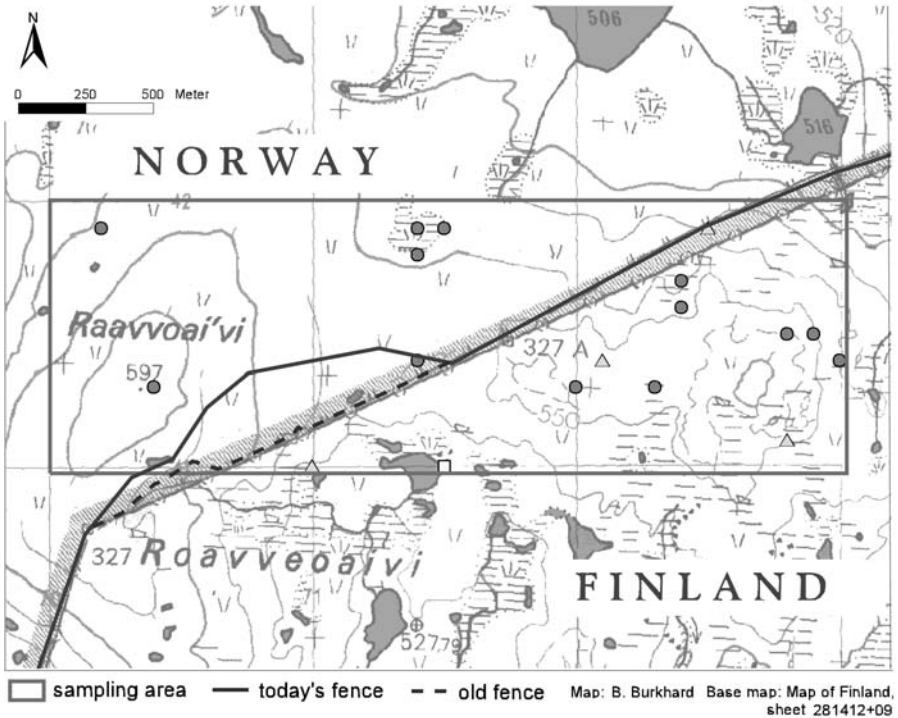 N
506
0 250 500 Meter
516
NORWAY
42
Raavvoai'vi
327 A
597
550
327 Roavveoaivi
FINLAND
527,79
sampling area today's fence old fence Map: B. Burkhard Base map: Map of Finland,
sheet 281412+09